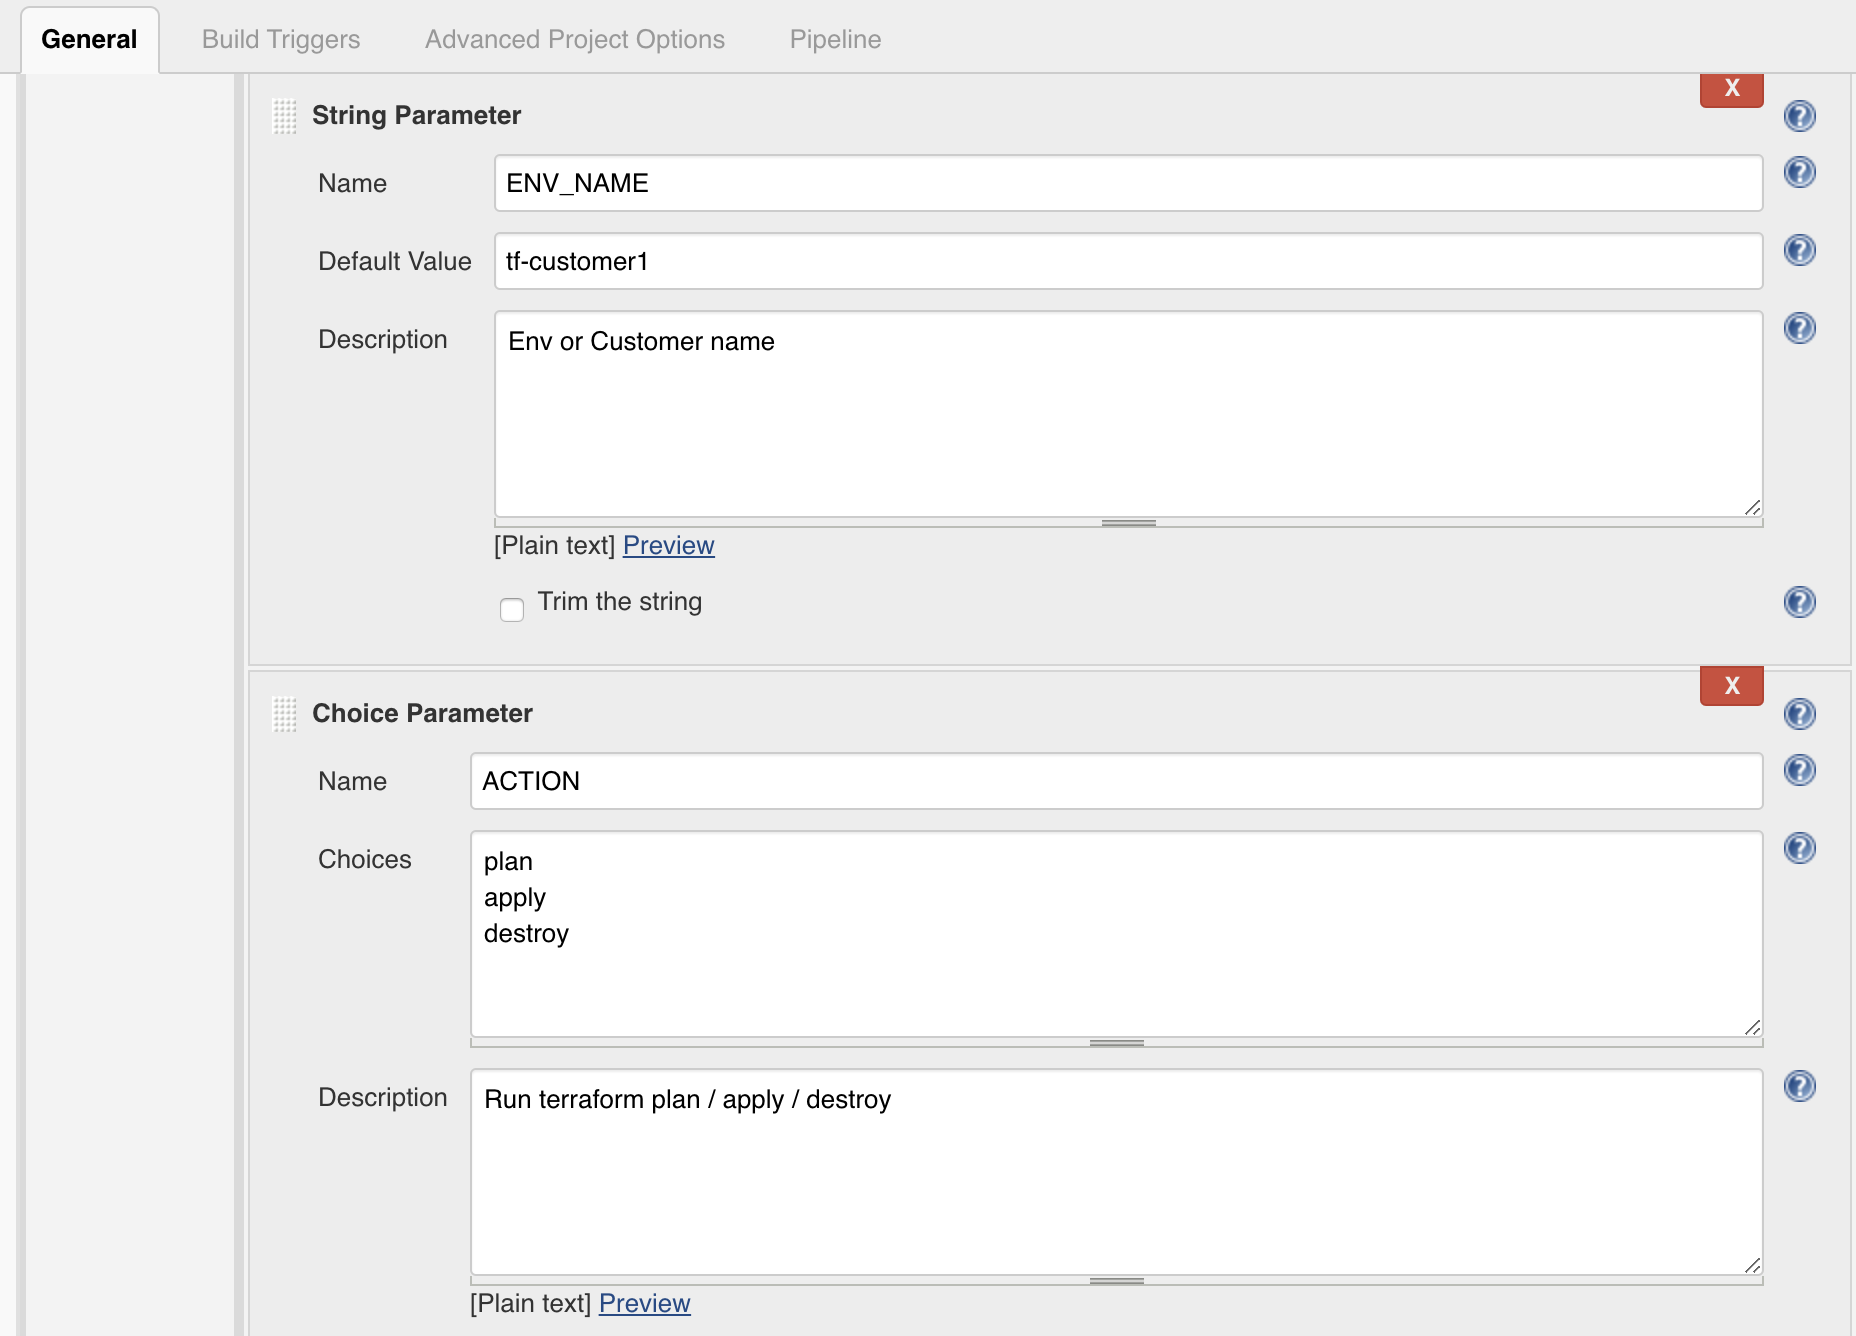 General Build Triggers Advanced Project Options Pipeline
X
String Parameter
?
Name ENV_NAME
?
Default Value tf-customer1
?
Description Env or Customer name
?
[Plain text] Preview
Trim the string
?
X
Choice Parameter
?
Name ACTION
?
Choices plan
?
apply
destroy
Description Run terraform plan / apply / destroy
?
[Plain text] Preview